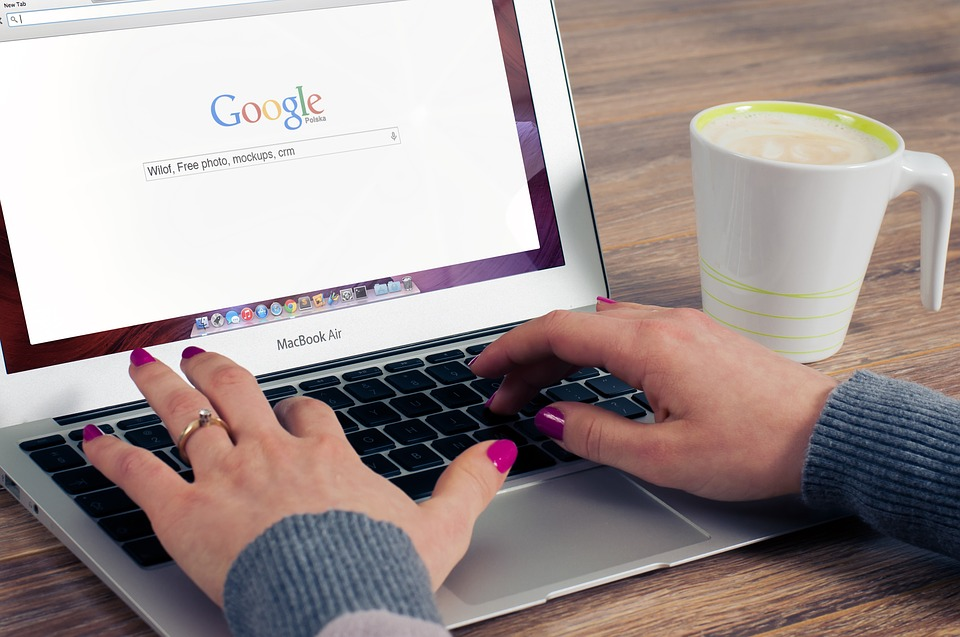 New Tab
Google
Polska
Wilof, Free photo, mockups, crm
MacBook Air